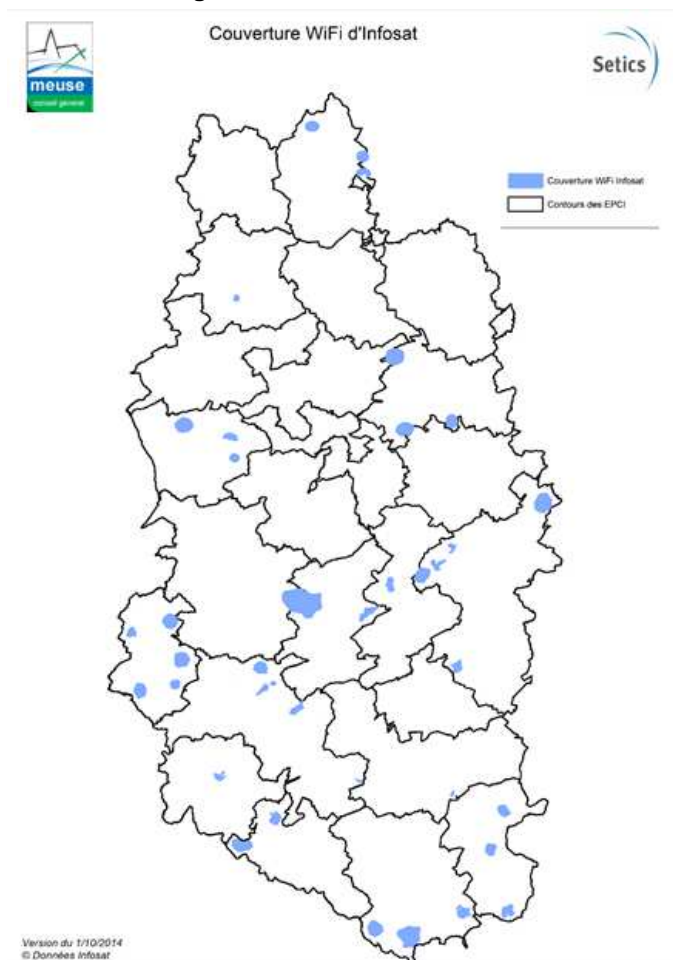 Couverture WiFi d'Infosat
meuse
conseil général
Setics
Couverture WiFi Infosat
Contours des EPCI
Version du 1/10/2014
© Données Infosat